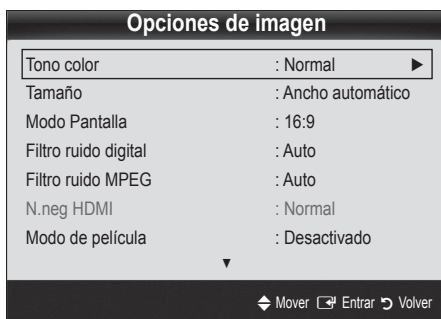 Opciones de imagen
Tono color : Normal ►
Tamaño : Ancho automático
Modo Pantalla : 16:9
Filtro ruido digital : Auto
Filtro ruido MPEG : Auto
N.neg HDMI : Normal
Modo de película : Desactivado
▼
Mover Entrar Volver